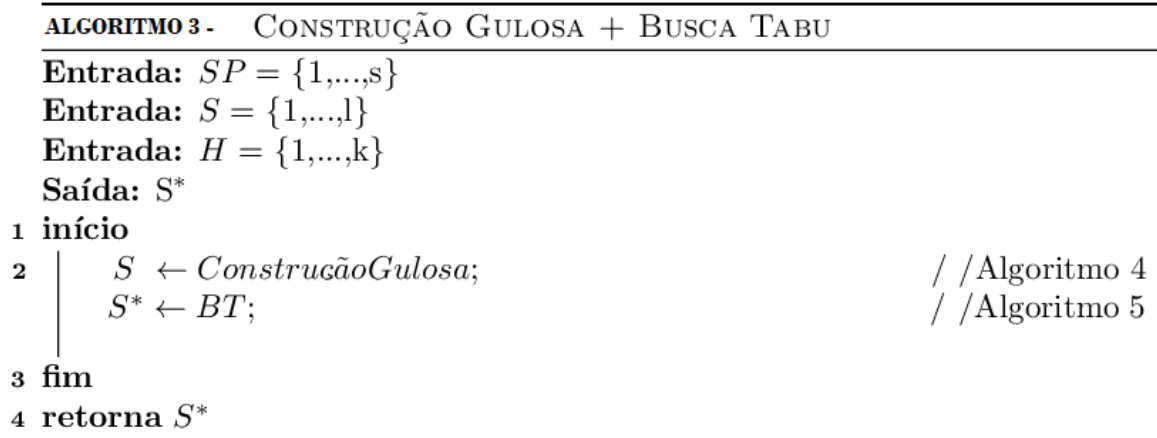 ALGORITMO 3 - CONSTRUÇÃO GULOSA + BUSCA TABU
Entrada: SP = {1,...,s}
Entrada: S = {1,...,l}
Entrada: H = {1,...,k}
Saída: S*
1 início
2 S ← ConstruçãoGulosa; / /Algoritmo 4
S* ← BT; / /Algoritmo 5
3 fim
4 retorna S*